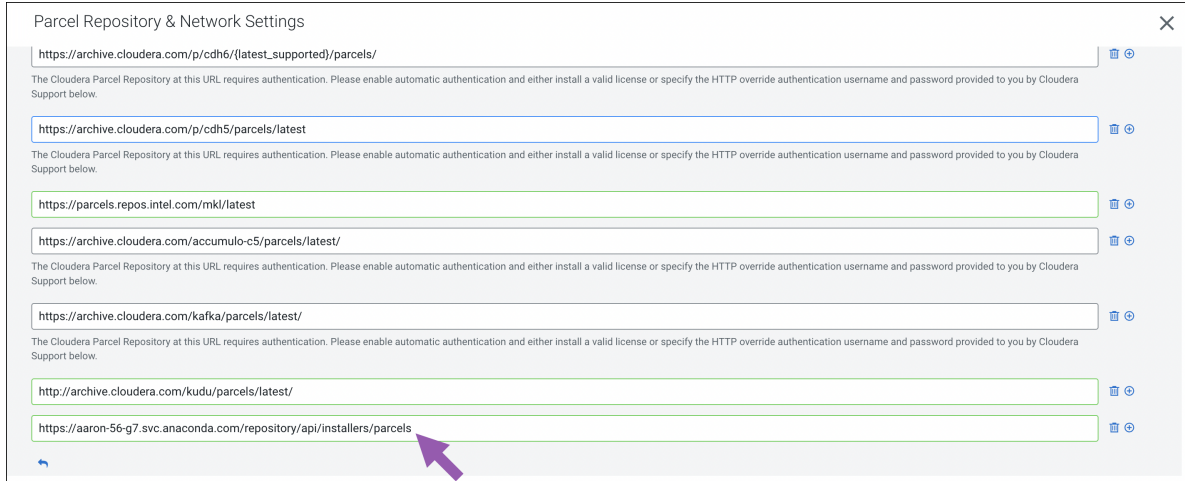 Parcel Repository & Network Settings
https://archive.cloudera.com/p/cdh6/{latest_supported}/parcels/
The Cloudera Parcel Repository at this URL requires authentication. Please enable automatic authentication and either install a valid license or specify the HTTP override authentication username and password provided to you by Cloudera
Support below.
https://archive.cloudera.com/p/cdh5/parcels/latest
The Cloudera Parcel Repository at this URL requires authentication. Please enable automatic authentication and either install a valid license or specify the HTTP override authentication username and password provided to you by Cloudera
Support below.
https://parcels.repos.intel.com/mkl/latest
https://archive.cloudera.com/accumulo-c5/parcels/latest/
The Cloudera Parcel Repository at this URL requires authentication. Please enable automatic authentication and either install a valid license or specify the HTTP override authentication username and password provided to you by Cloudera
Support below.
https://archive.cloudera.com/kafka/parcels/latest/
The Cloudera Parcel Repository at this URL requires authentication. Please enable automatic authentication and either install a valid license or specify the HTTP override authentication username and password provided to you by Cloudera
Support below.
http://archive.cloudera.com/kudu/parcels/latest/
https://aaron-56-g7.svc.anaconda.com/repository/api/installers/parcels